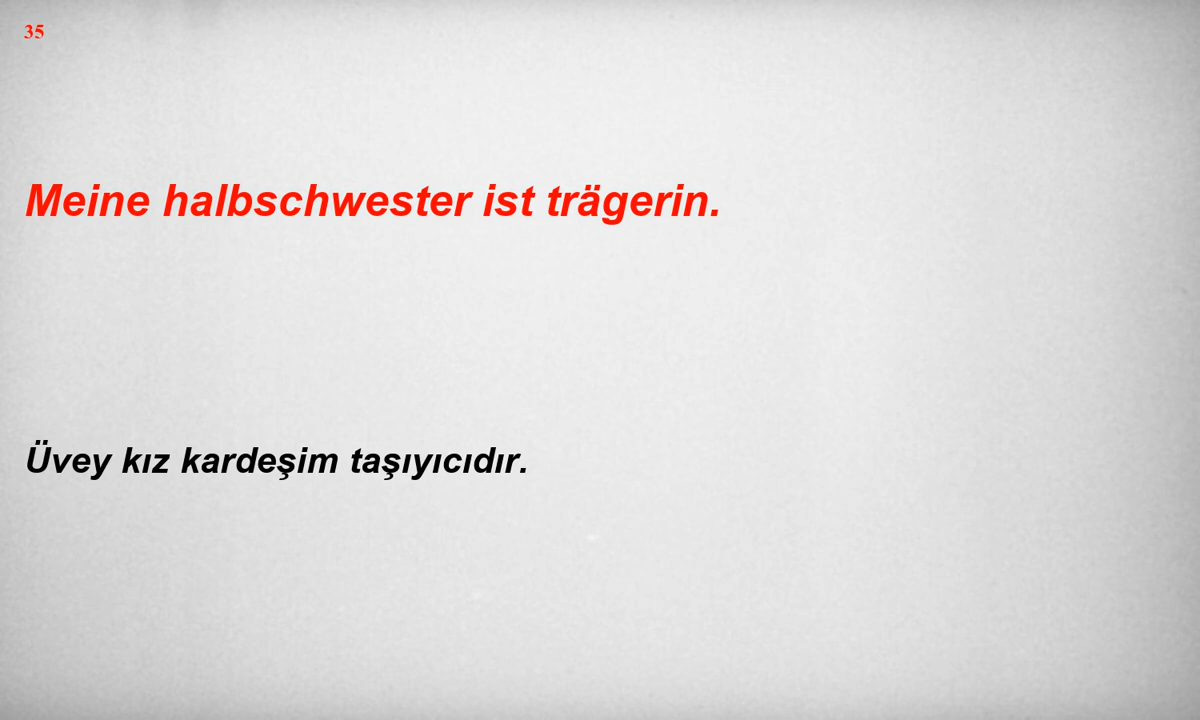 35
Meine halbschwester ist trägerin.
Üvey kız kardeşim taşıyıcıdır.